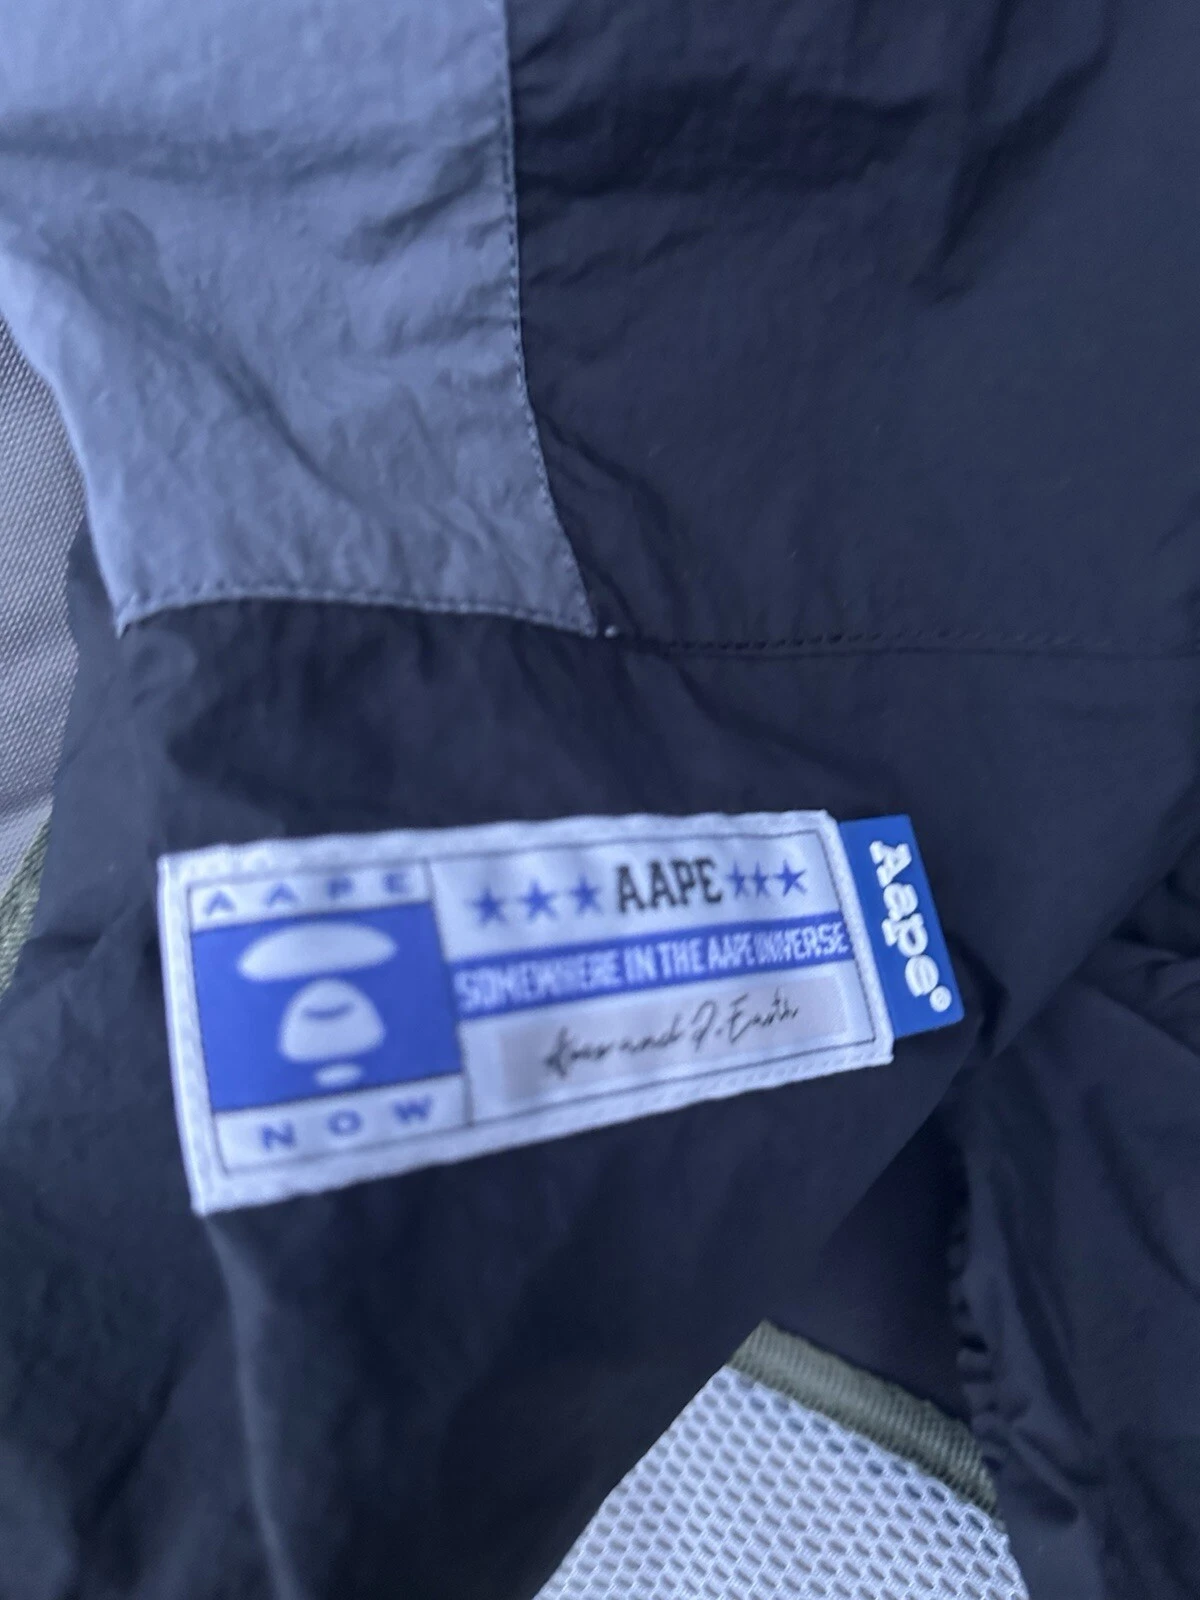 AAPE
NOW
★★★AAPE★★★
SOMEWHERE IN THE AAPE UNIVERSE
Aape®